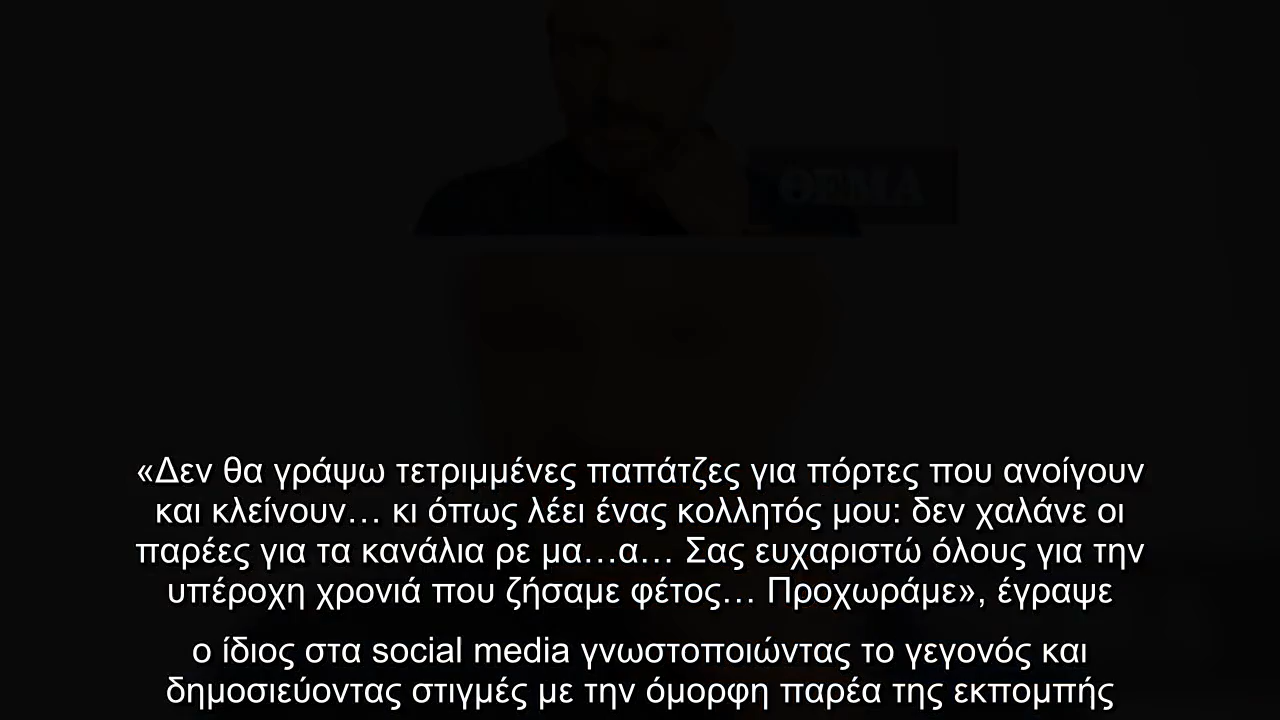 ΘΕΜΑ
«Δεν θα γράψω τετριμμένες παπάτζες για πόρτες που ανοίγουν
και κλείνουν… κι όπως λέει ένας κολλητός μου: δεν χαλάνε οι
παρέες για τα κανάλια ρε μα…α… Σας ευχαριστώ όλους για την
υπέροχη χρονιά που ζήσαμε φέτος… Προχωράμε», έγραψε
ο ίδιος στα social media γνωστοποιώντας το γεγονός και
δημοσιεύοντας στιγμές με την όμορφη παρέα της εκπομπής